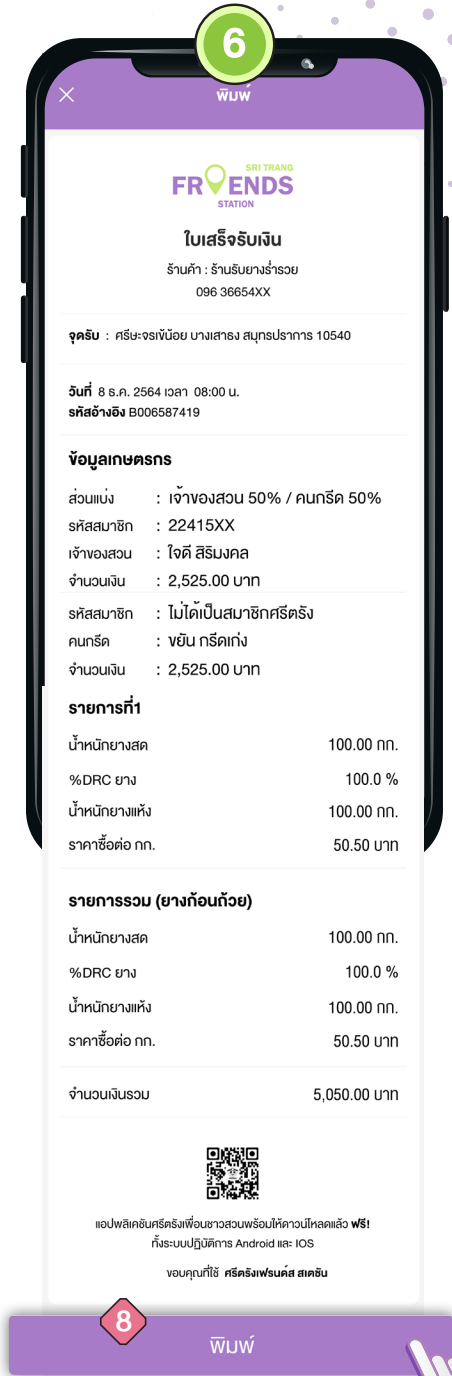 6
พิมพ์
SRI TRANG
FRIENDS
STATION
ใบเสร็จรับเงิน
ร้านค้า : ร้านรับยางร่ำรวย
096 36654XX
จุดรับ : ศรีษะจรเข้น้อย บางเสาธง สมุทรปราการ 10540
วันที่ 8 ธ.ค. 2564 เวลา 08:00 น.
รหัสอ้างอิง B006587419
ข้อมูลเกษตรกร
ส่วนแบ่ง : เจ้าของสวน 50% / คนกรีด 50%
รหัสสมาชิก : 22415XX
เจ้าของสวน : ใจดี สิริมงคล
จำนวนเงิน : 2,525.00 บาท
รหัสสมาชิก : ไม่ได้เป็นสมาชิกศรีตรัง
คนกรีด : ขยัน กรีดเก่ง
จำนวนเงิน : 2,525.00 บาท
รายการที่1
น้ำหนักยางสด 100.00 กก.
%DRC ยาง 100.0 %
น้ำหนักยางแห้ง 100.00 กก.
ราคาซื้อต่อ กก. 50.50 บาท
รายการรวม (ยางก้อนถ้วย)
น้ำหนักยางสด 100.00 กก.
%DRC ยาง 100.0 %
น้ำหนักยางแห้ง 100.00 กก.
ราคาซื้อต่อ กก. 50.50 บาท
จำนวนเงินรวม 5,050.00 บาท
แอปพลิเคชันศรีตรังเพื่อนชาวสวนพร้อมให้ดาวน์โหลดแล้ว ฟรี!
ทั้งระบบปฏิบัติการ Android และ IOS
ขอบคุณที่ใช้ ศรีตรังเฟรนด์ส สเตชัน
8
พิมพ์